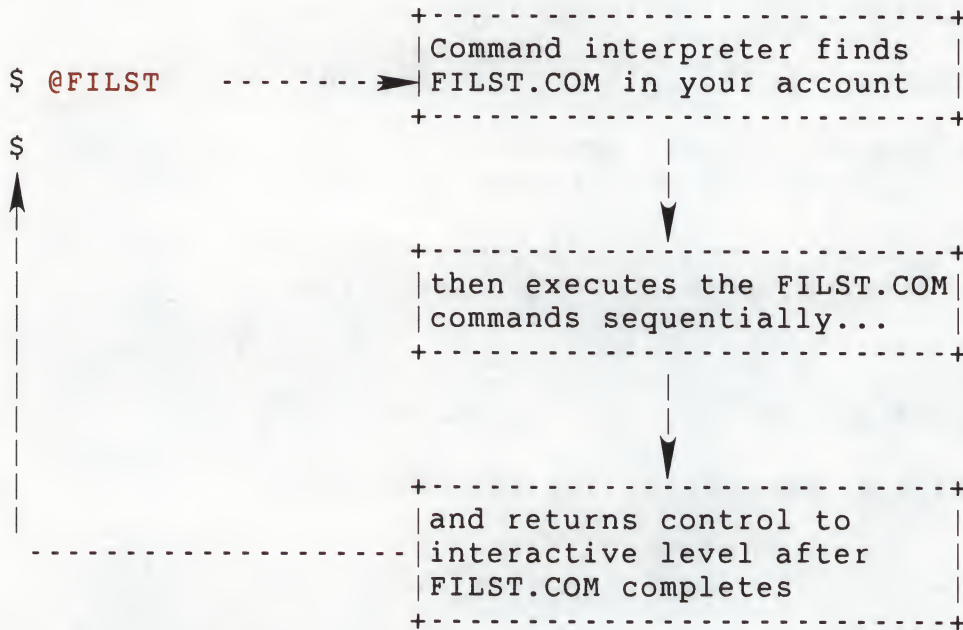 Command interpreter finds
$ @FILST FILST.COM in your account
$
then executes the FILST.COM
commands sequentially...
and returns control to
interactive level after
FILST.COM completes